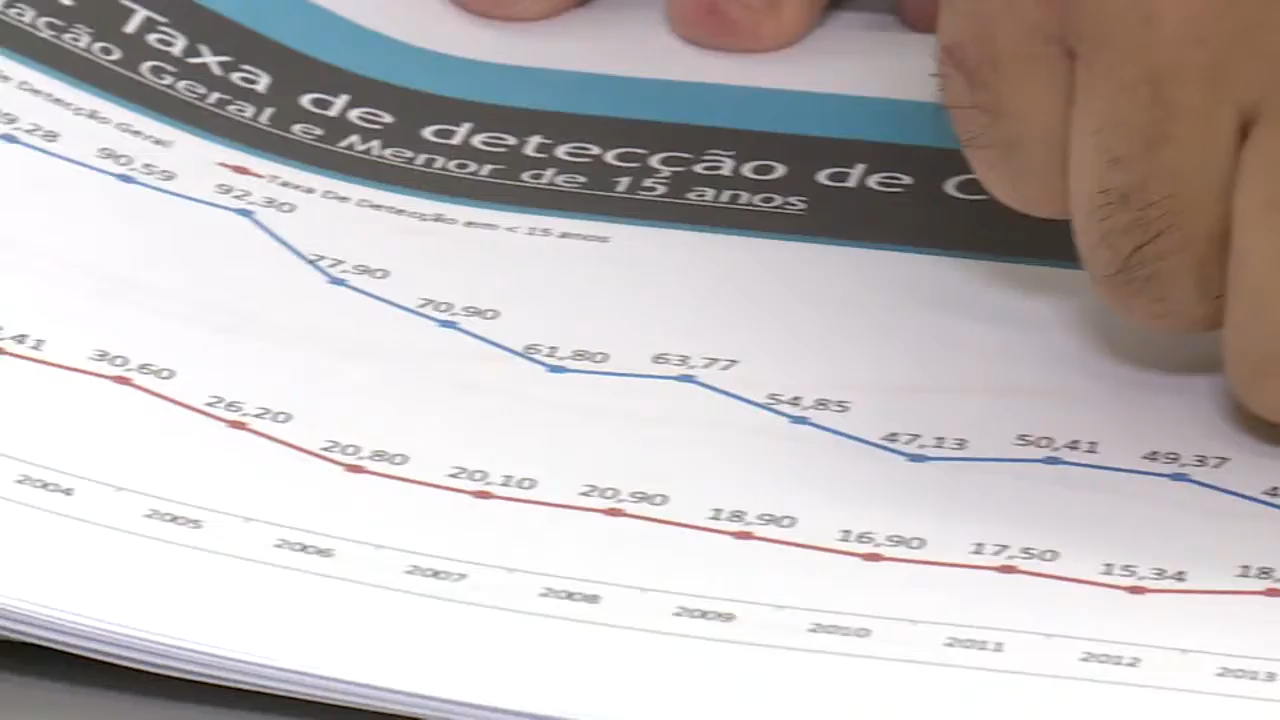 Taxa de detecção de
Geral e Menor de 15 anos
Detecção Geral
Taxa De Detecção em < 15 anos
90,59 92,30 77,90 70,90 61,80 63,77 54,85 47,13 50,41 49,37
30,60 26,20 20,80 20,10 20,90 18,90 16,90 17,50 15,34
2004 2005 2006 2007 2008 2009 2010 2011 2012 2013